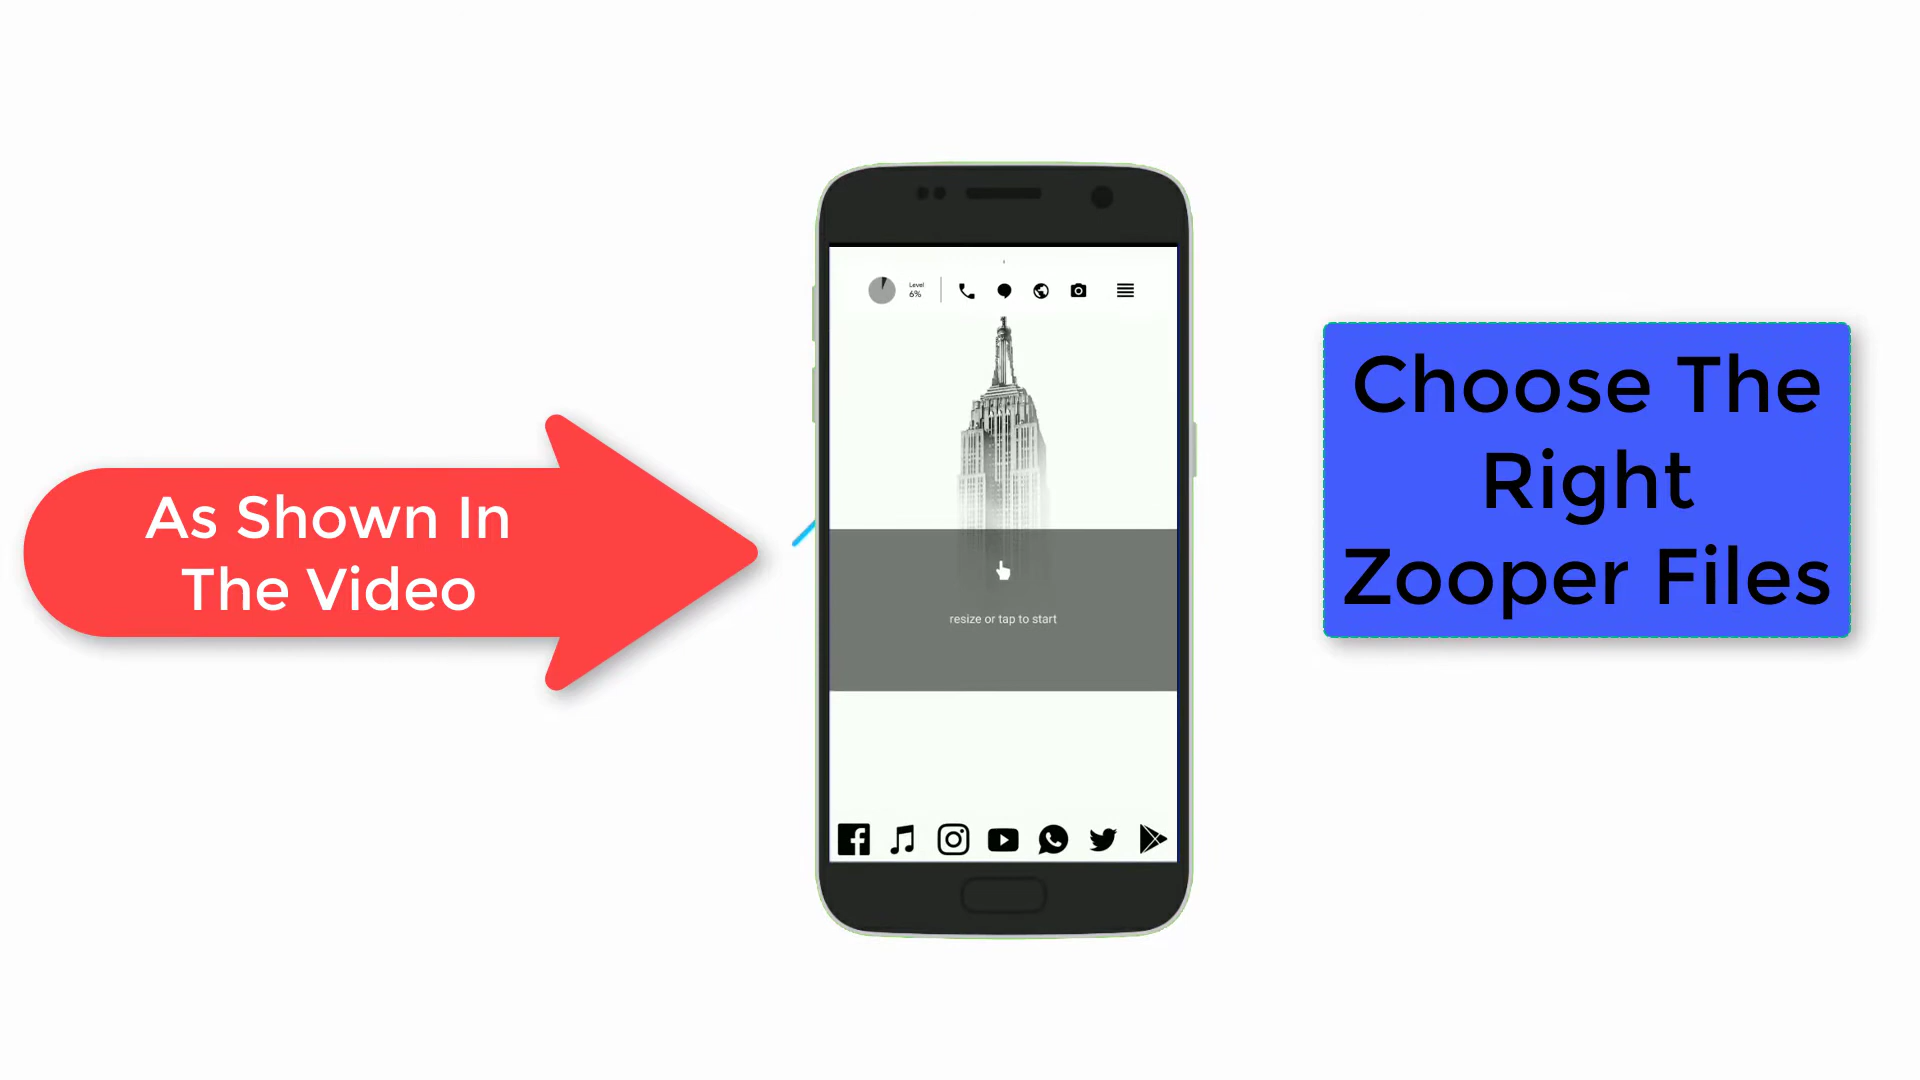 Level
6%
As Shown In
The Video
resize or tap to start
Choose The
Right
Zooper Files